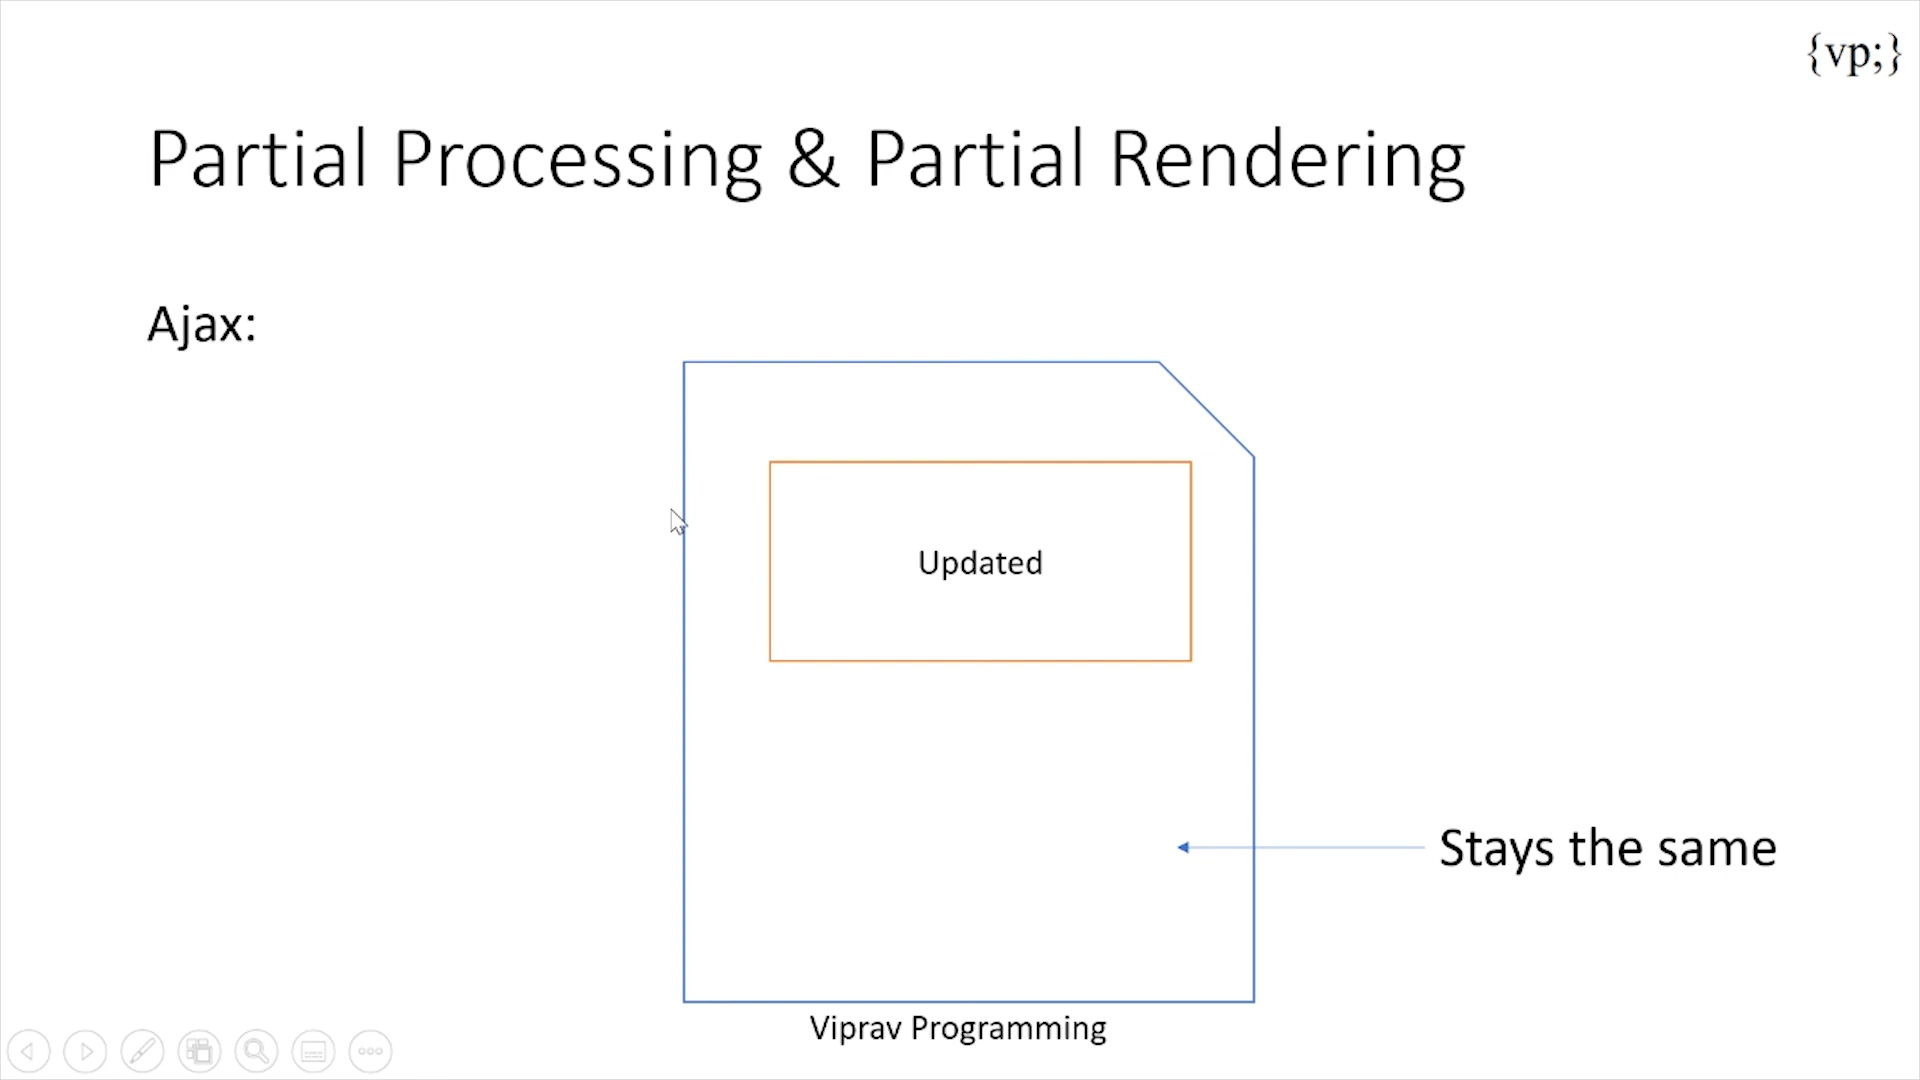 {vp;}
Partial Processing & Partial Rendering
Ajax:
Updated
Stays the same
Viprav Programming